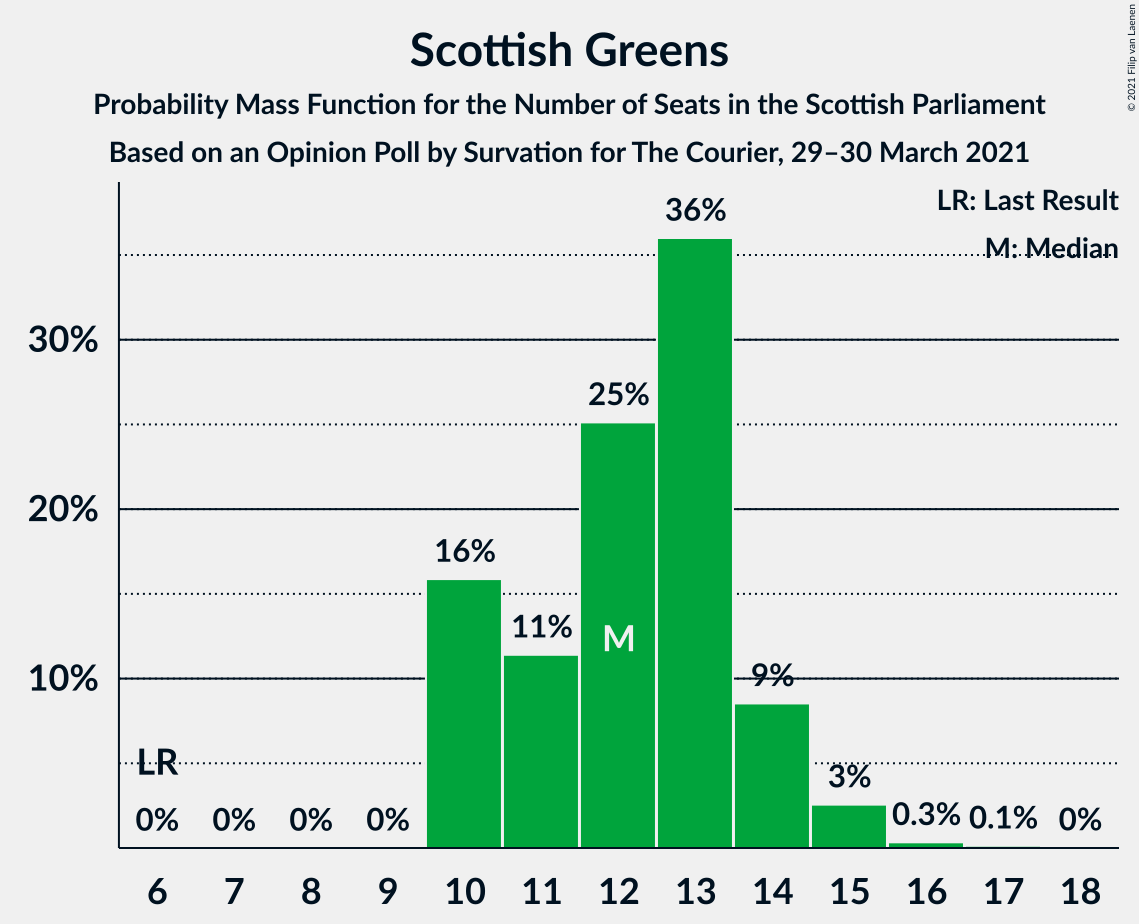 Scottish Greens
Probability Mass Function for the Number of Seats in the Scottish Parliament
Based on an Opinion Poll by Survation for The Courier, 29–30 March 2021
© 2021 Filip van Laenen
LR: Last Result
M: Median
36%
30%
25%
20%
16%
11%
M
10%
9%
LR
3%
0% 0% 0% 0% 0.3% 0.1% 0%
6 7 8 9 10 11 12 13 14 15 16 17 18